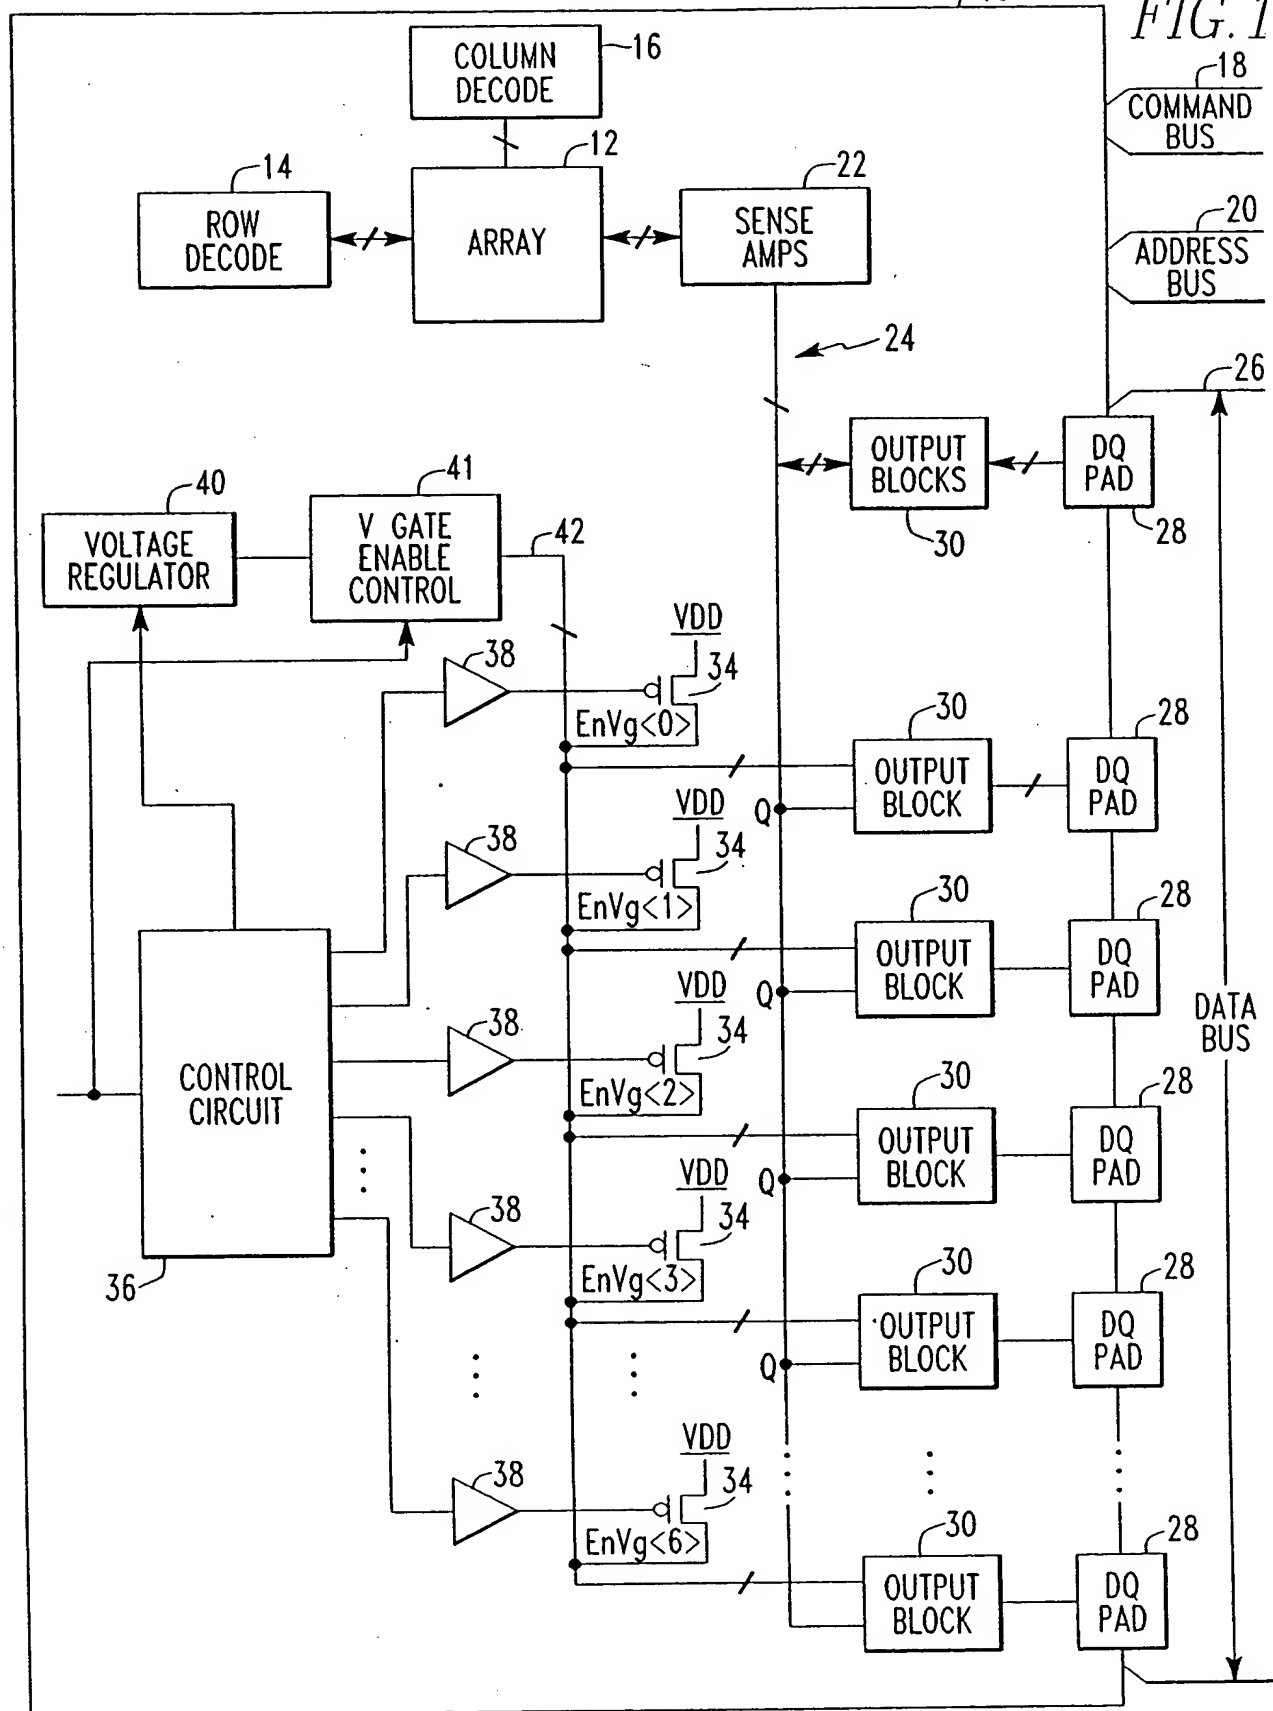 FIG. 1
COLUMN
DECODE
16
18
COMMAND
BUS
14
12
22
ROW
DECODE
ARRAY
SENSE
AMPS
20
ADDRESS
BUS
24
26
OUTPUT
BLOCKS
30
DQ
PAD
28
40
VOLTAGE
REGULATOR
41
V GATE
ENABLE
CONTROL
42
38
VDD
34
EnVg<0>
30
OUTPUT
BLOCK
Q
28
DQ
PAD
38
VDD
34
EnVg<1>
30
OUTPUT
BLOCK
Q
28
DQ
PAD
DATA
BUS
CONTROL
CIRCUIT
36
38
VDD
34
EnVg<2>
30
OUTPUT
BLOCK
Q
28
DQ
PAD
38
VDD
34
EnVg<3>
30
OUTPUT
BLOCK
Q
28
DQ
PAD
38
VDD
34
EnVg<6>
30
OUTPUT
BLOCK
28
DQ
PAD